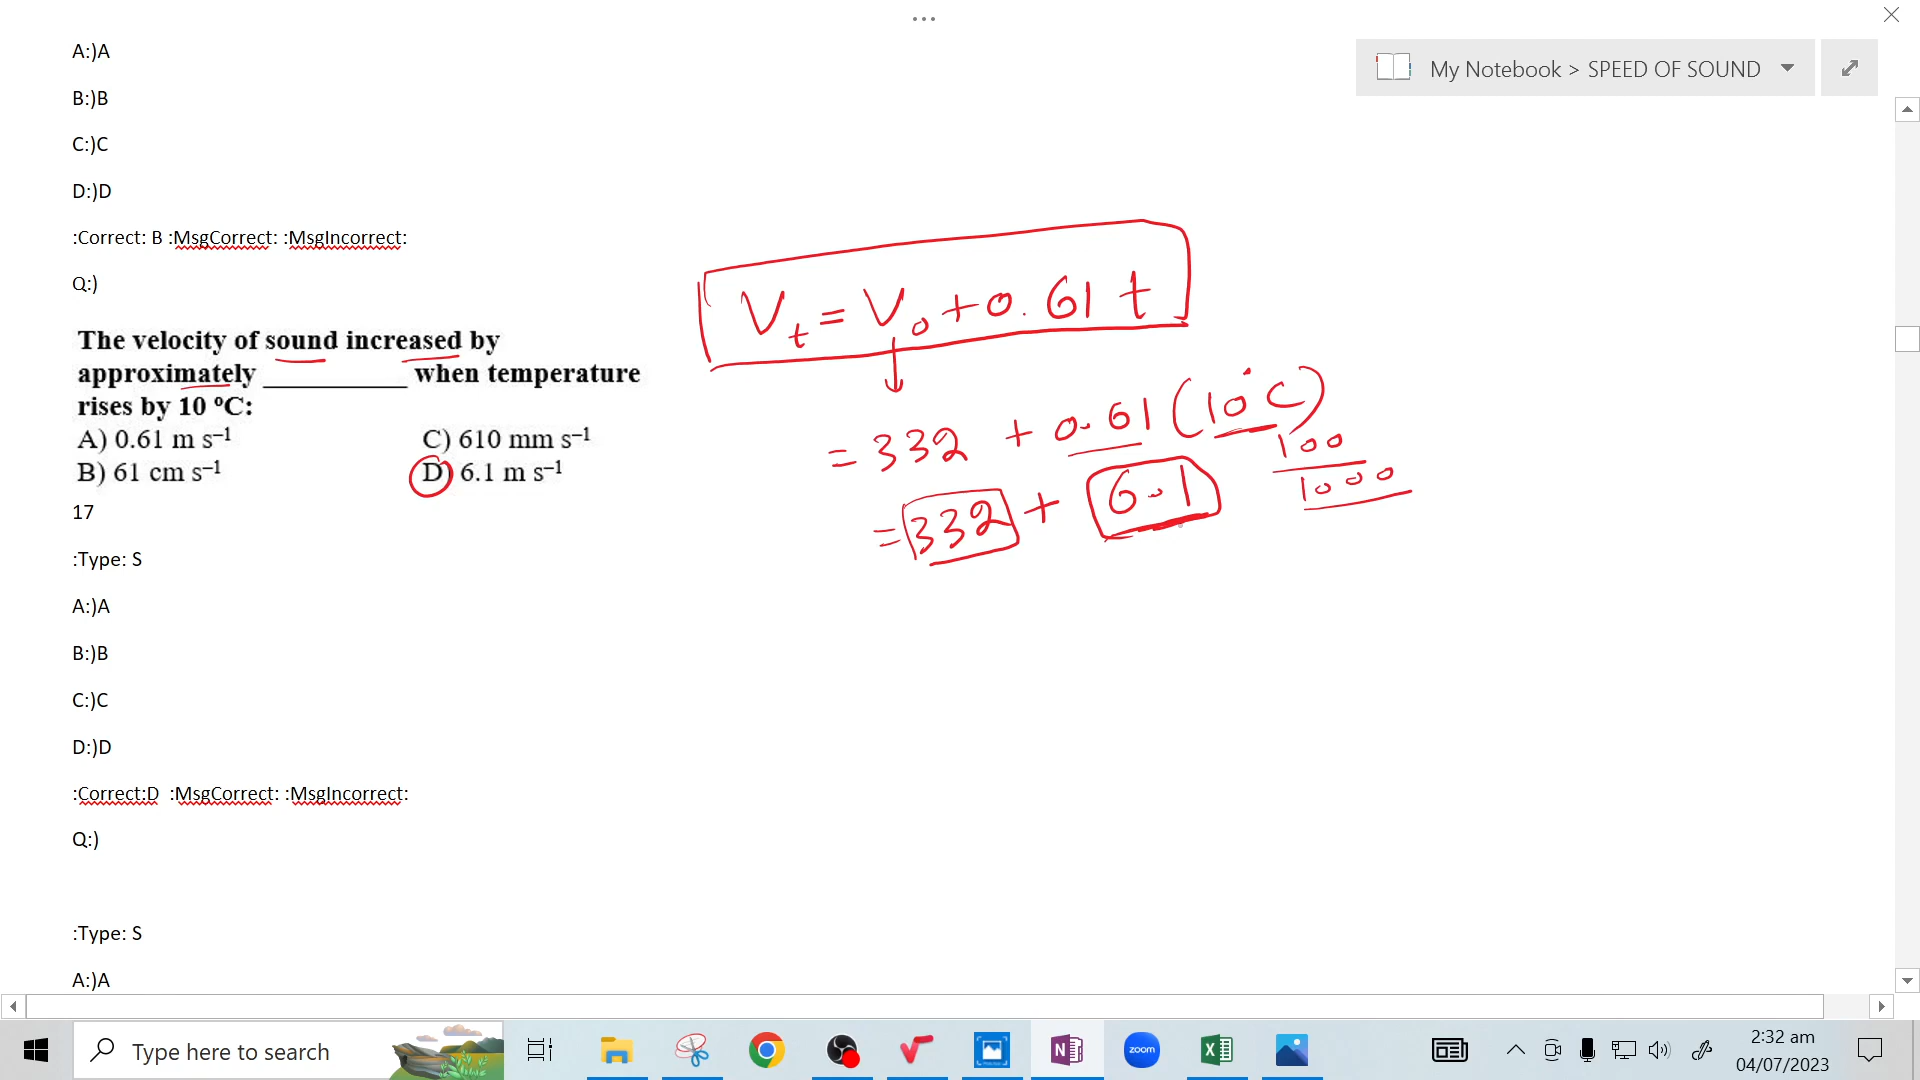 A:)A
My Notebook > SPEED OF SOUND
B:)B
C:)C
D:)D
:Correct: B :MsgCorrect: :MsgIncorrect:
Q:)
Vt = V0 + 0.61 t
The velocity of sound increased by
approximately __________ when temperature
rises by 10 ºC:
= 332 + 0.61 (10°C)
100
1000
A) 0.61 m s⁻¹ C) 610 mm s⁻¹
B) 61 cm s⁻¹ D) 6.1 m s⁻¹
= 332 + 6.1
17
:Type: S
A:)A
B:)B
C:)C
D:)D
:Correct:D :MsgCorrect: :MsgIncorrect:
Q:)
:Type: S
A:)A
Type here to search
zoom
2:32 am
04/07/2023